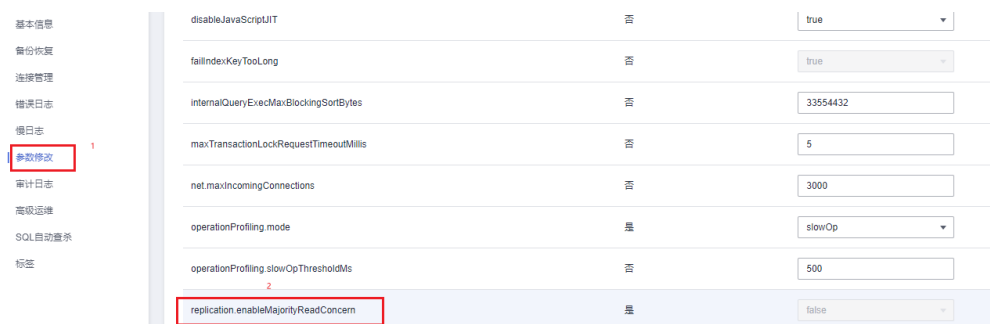 基本信息
备份恢复
连接管理
错误日志
慢日志
1
参数修改
审计日志
高级运维
SQL自动查杀
标签
disableJavaScriptJIT 否 true
failIndexKeyTooLong 否 true
internalQueryExecMaxBlockingSortBytes 否 33554432
maxTransactionLockRequestTimeoutMillis 否 5
net.maxIncomingConnections 否 3000
operationProfiling.mode 是 slowOp
operationProfiling.slowOpThresholdMs 否 500
2
replication.enableMajorityReadConcern 是 false